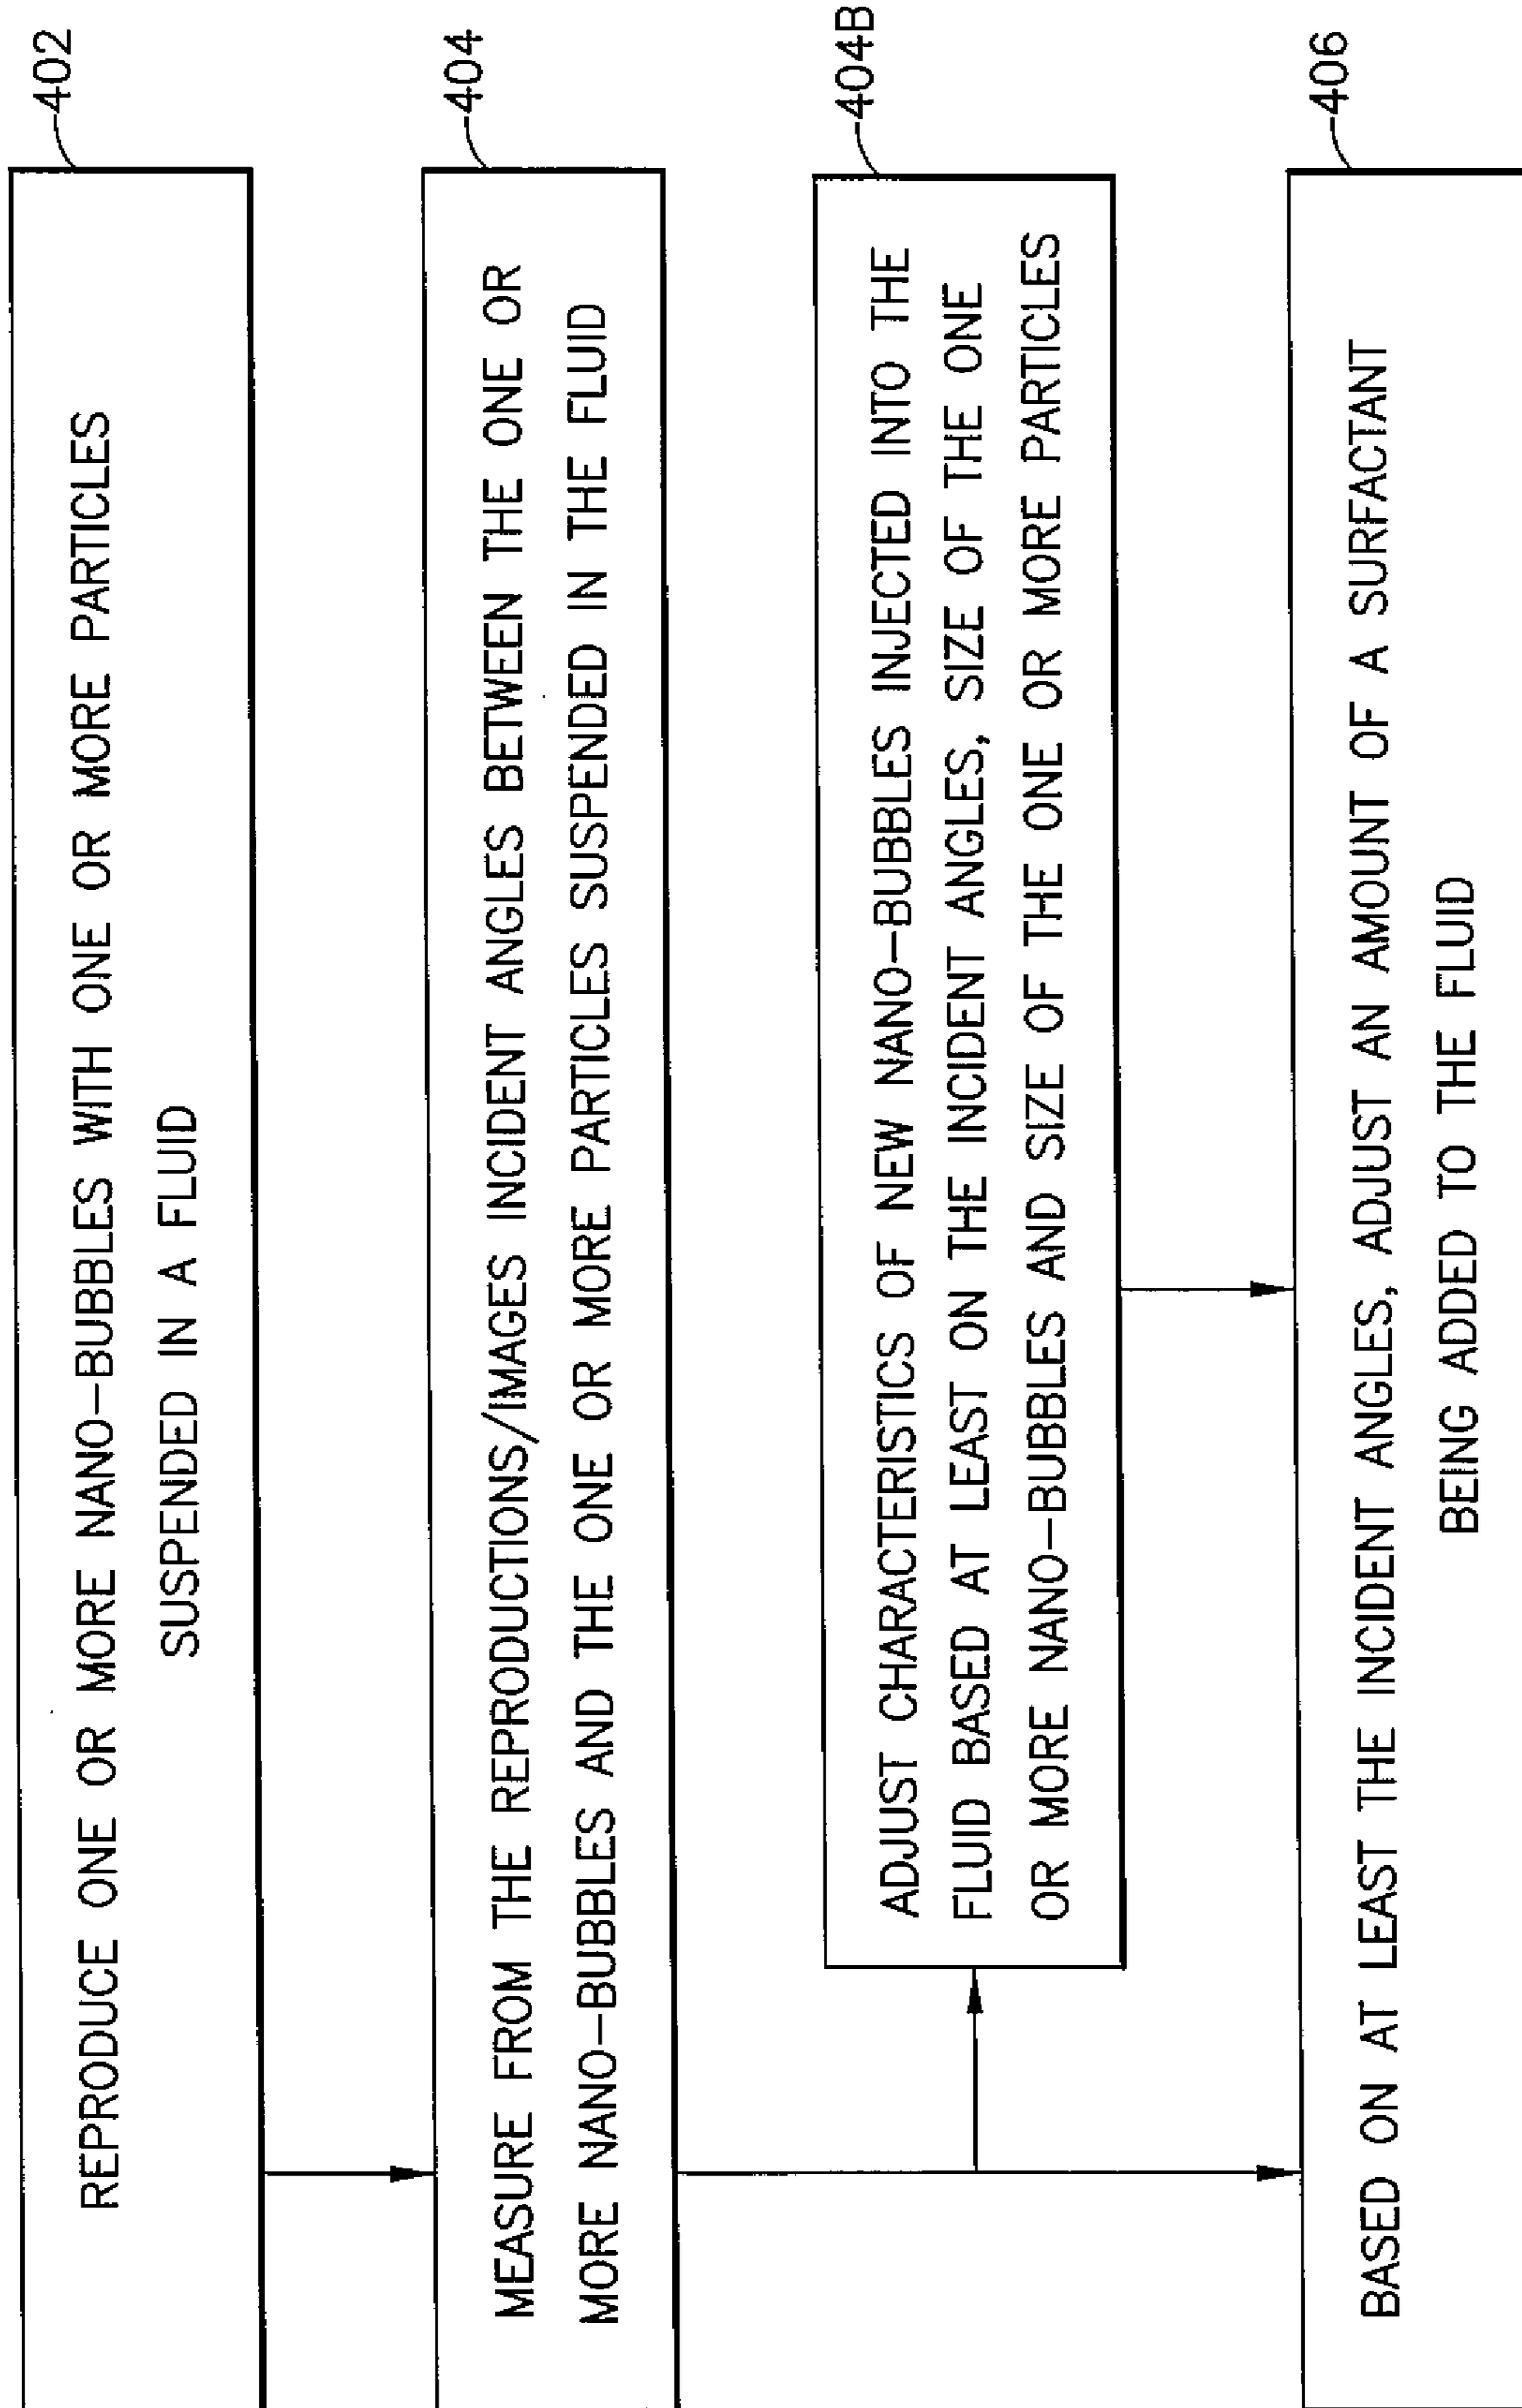 REPRODUCE ONE OR MORE NANO-BUBBLES WITH ONE OR MORE PARTICLES
SUSPENDED IN A FLUID
402
MEASURE FROM THE REPRODUCTIONS/IMAGES INCIDENT ANGLES BETWEEN THE ONE OR
MORE NANO-BUBBLES AND THE ONE OR MORE PARTICLES SUSPENDED IN THE FLUID
404
ADJUST CHARACTERISTICS OF NEW NANO-BUBBLES INJECTED INTO THE
FLUID BASED AT LEAST ON THE INCIDENT ANGLES, SIZE OF THE ONE
OR MORE NANO-BUBBLES AND SIZE OF THE ONE OR MORE PARTICLES
404B
BASED ON AT LEAST THE INCIDENT ANGLES, ADJUST AN AMOUNT OF A SURFACTANT
BEING ADDED TO THE FLUID
406